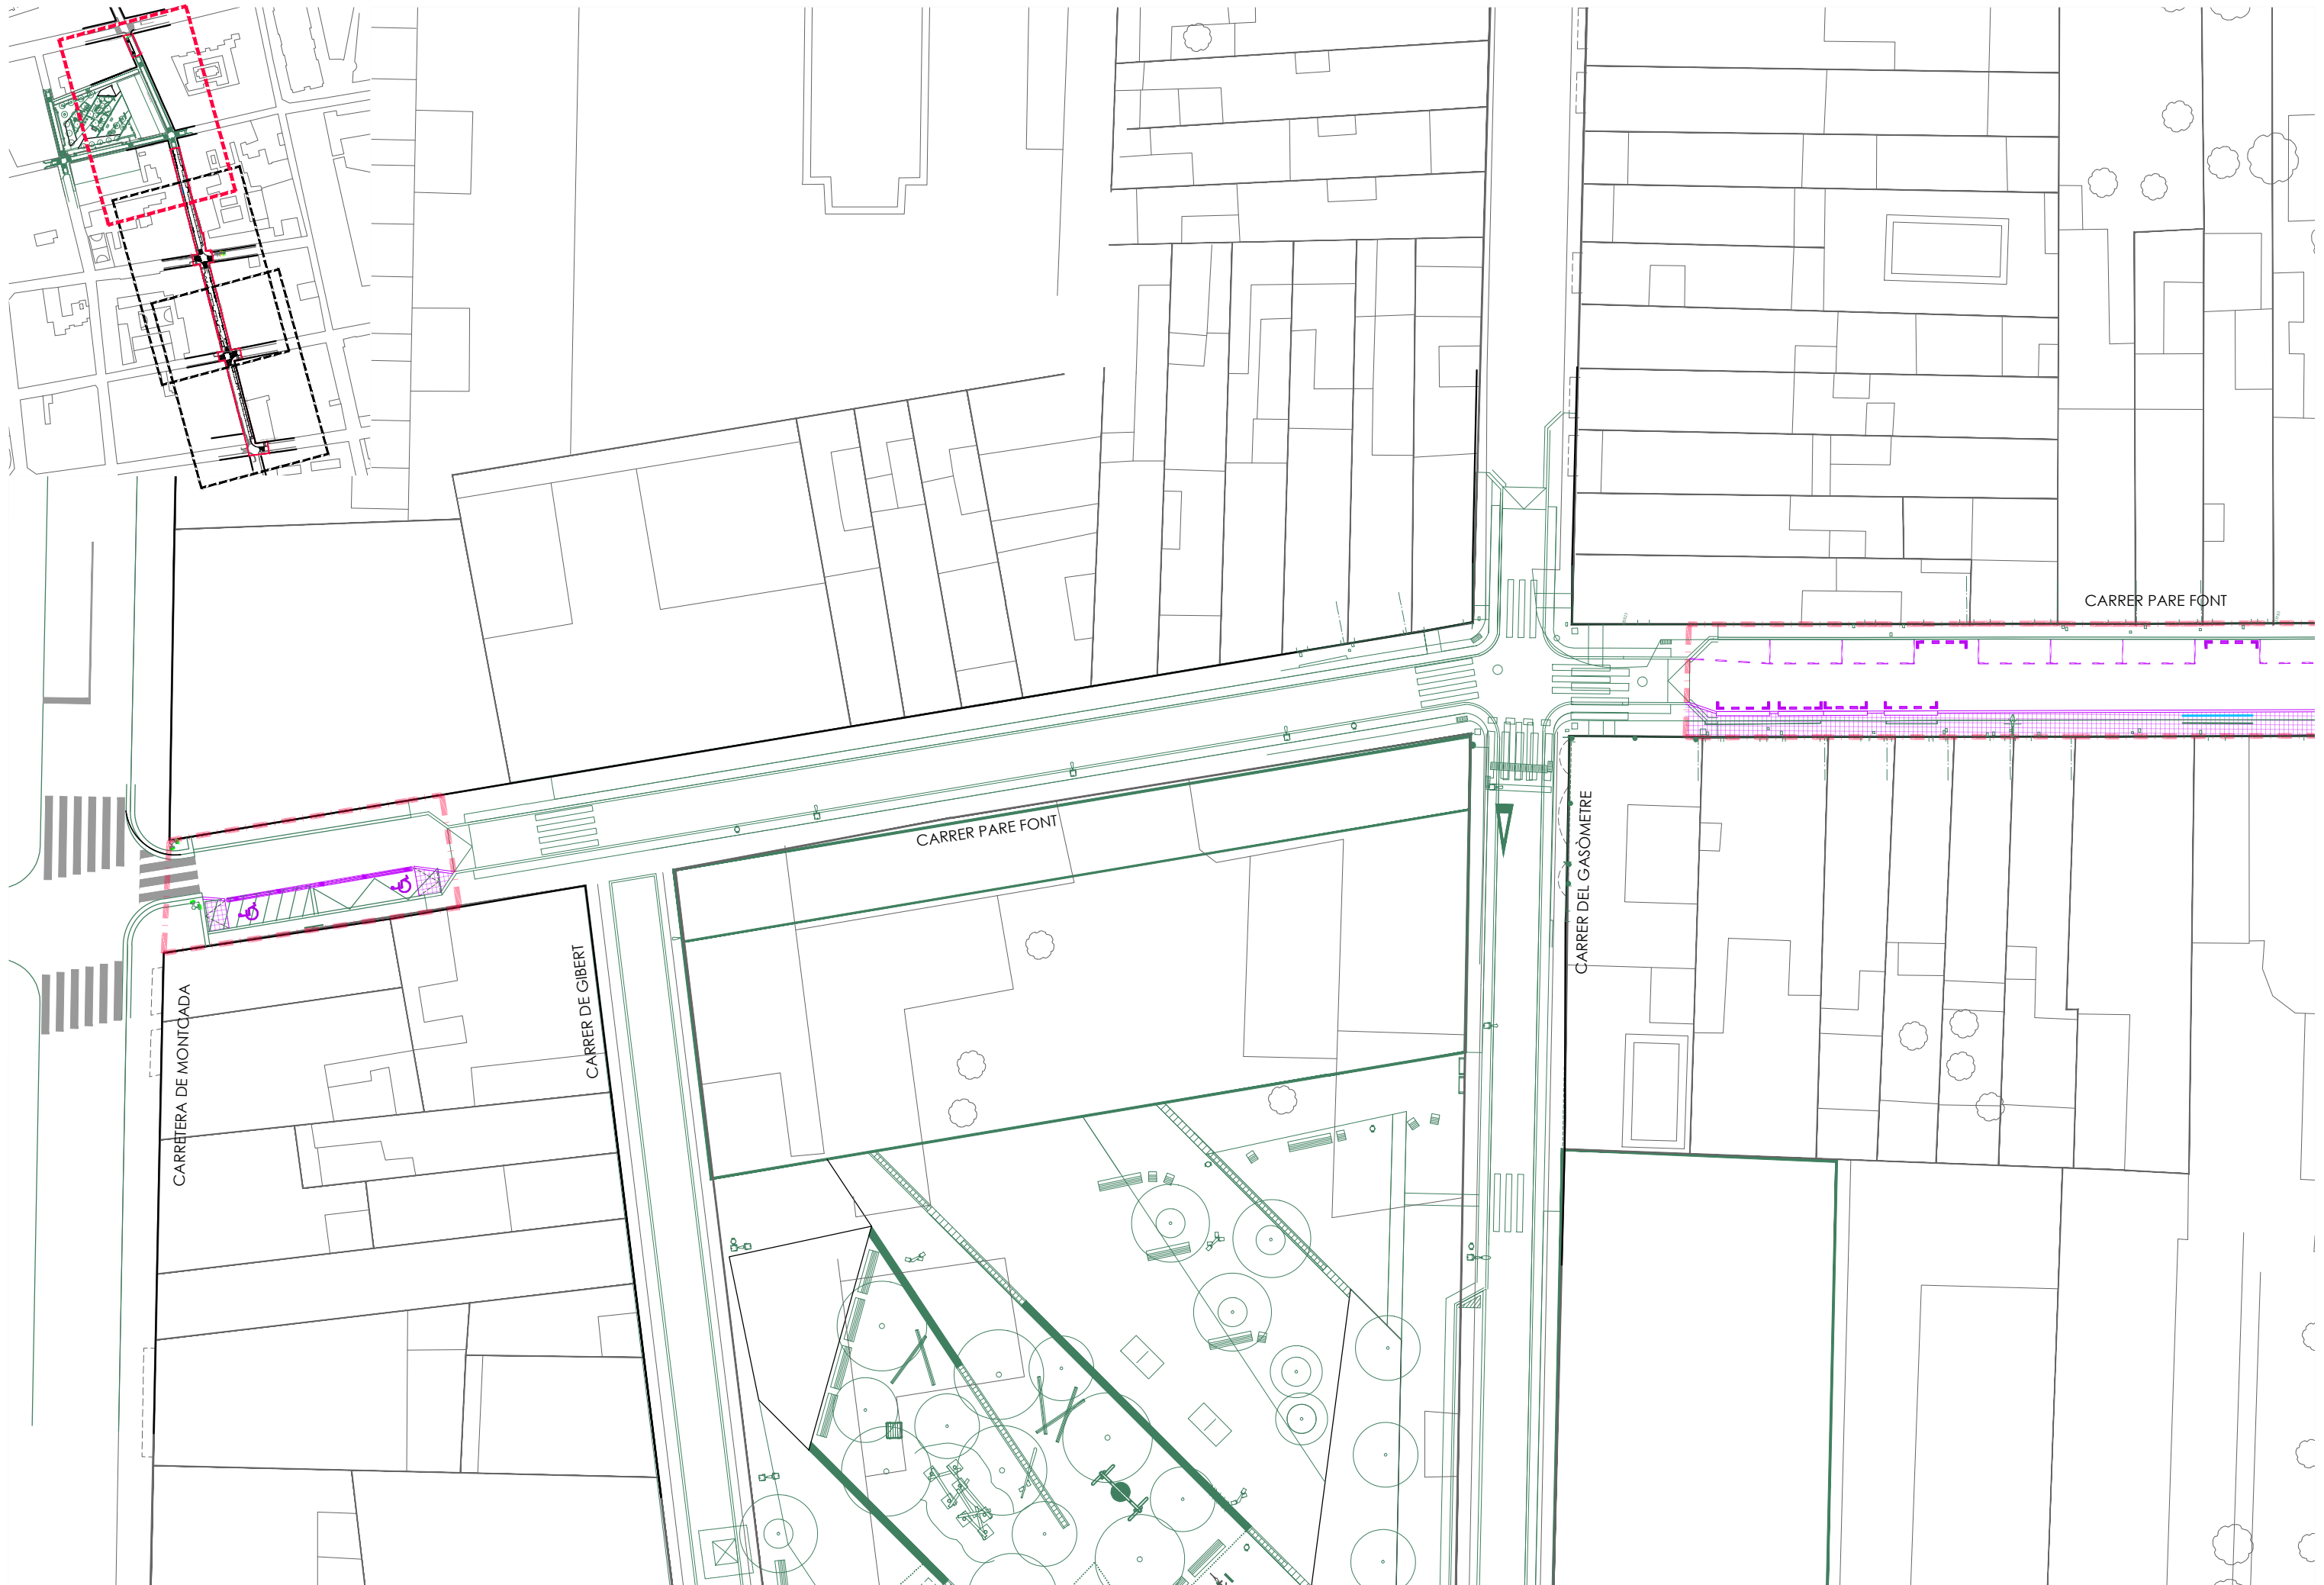 CARRER PARE FONT
CARRER PARE FONT
CARRER DEL GASÒMETRE
CARRER DE GIBERT
CARRETERA DE MONTCADA